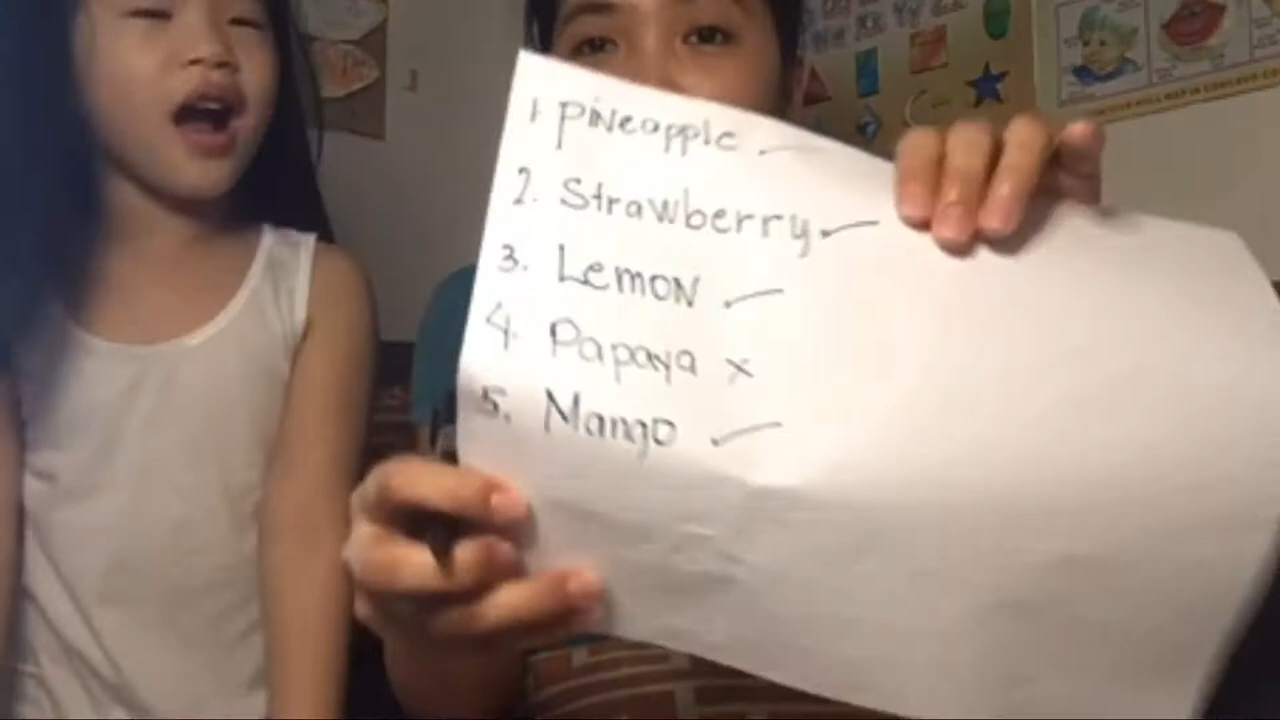 1. Pineapple ✓
2. Strawberry ✓
3. Lemon ✓
4. Papaya x
5. Mango ✓